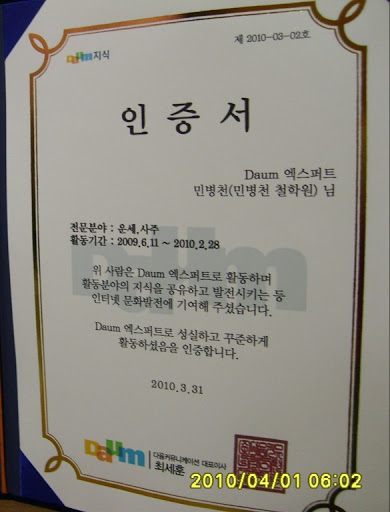 Daum 지식
제 2010-03-02호
인증서
Daum 엑스퍼트
민병천(민병천 철학원) 님
전문분야 : 운세,사주
활동기간 : 2009.6.11 ~ 2010.2.28
Daum
위 사람은 Daum 엑스퍼트로 활동하며
활동분야의 지식을 공유하고 발전시키는 등
인터넷 문화발전에 기여해 주셨습니다.
Daum 엑스퍼트로 성실하고 꾸준하게
활동하셨음을 인증합니다.
2010.3.31
Daum
다음커뮤니케이션 대표이사
최세훈
2010/04/01 06:02